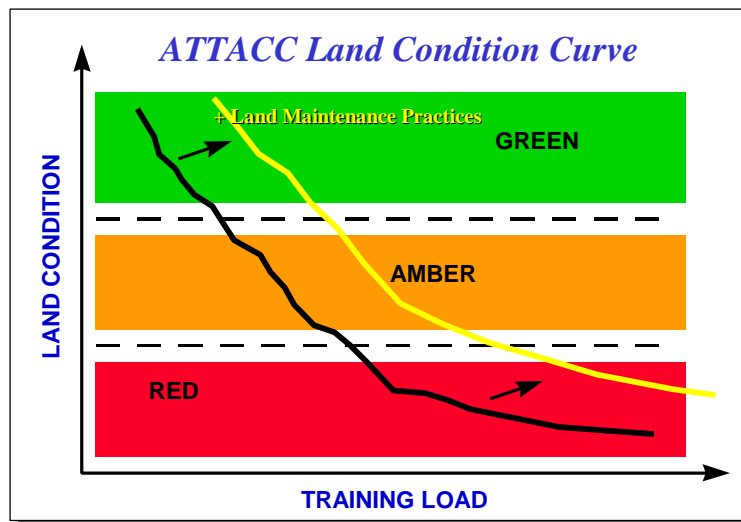 ATTACC Land Condition Curve
+ Land Maintenance Practices
GREEN
AMBER
RED
LAND CONDITION
TRAINING LOAD